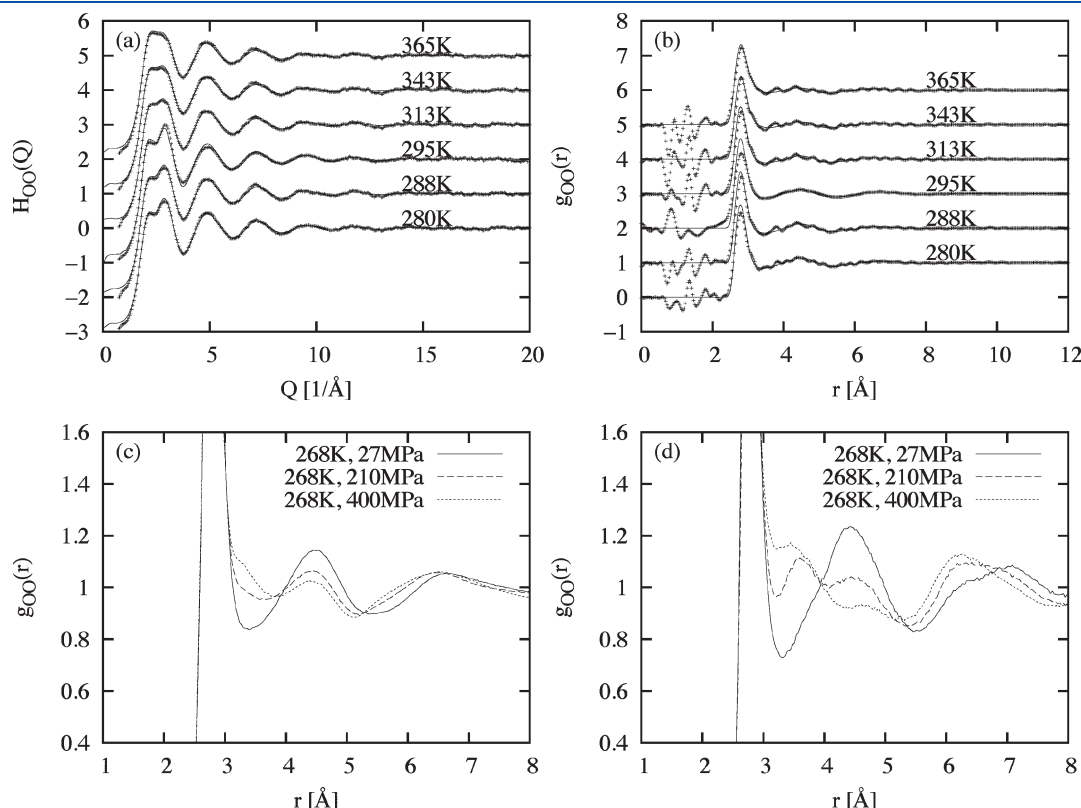 (a)
365K
343K
313K
295K
288K
280K
6
5
4
3
2
1
0
−1
−2
−3
0
5
10
15
20
H_OO(Q)
Q [1/Å]
(b)
365K
343K
313K
295K
288K
280K
8
7
6
5
4
3
2
1
0
−1
0
2
4
6
8
10
12
g_OO(r)
r [Å]
(c)
268K, 27MPa
268K, 210MPa
268K, 400MPa
1.6
1.4
1.2
1
0.8
0.6
0.4
1
2
3
4
5
6
7
8
g_OO(r)
r [Å]
(d)
268K, 27MPa
268K, 210MPa
268K, 400MPa
1.6
1.4
1.2
1
0.8
0.6
0.4
1
2
3
4
5
6
7
8
g_OO(r)
r [Å]